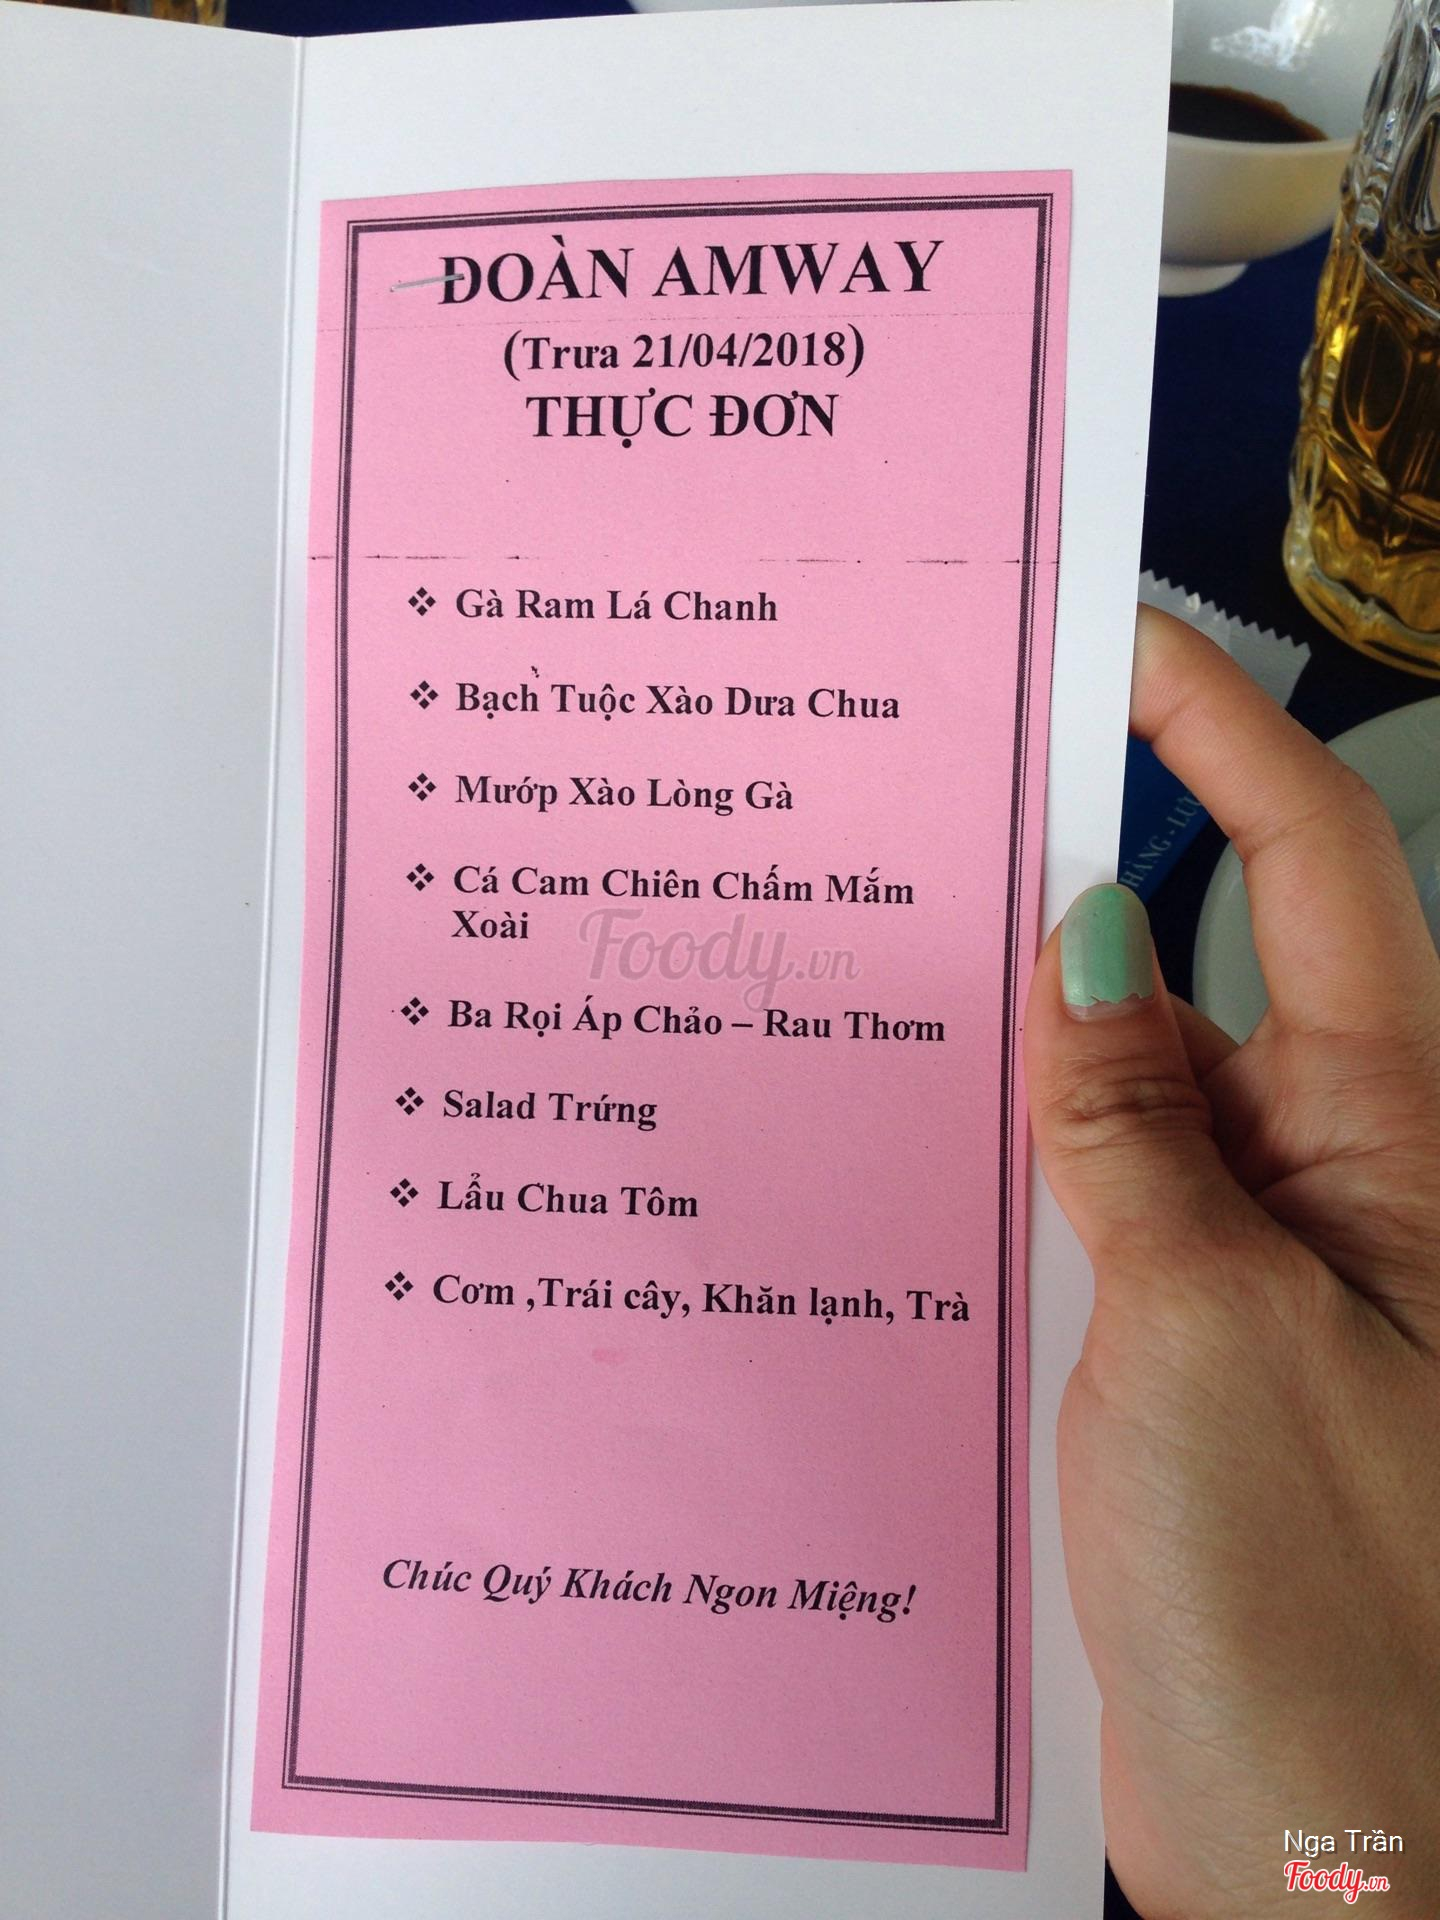 ĐOÀN AMWAY
(Trưa 21/04/2018)
THỰC ĐƠN
❖ Gà Ram Lá Chanh
❖ Bạch Tuộc Xào Dưa Chua
❖ Mướp Xào Lòng Gà
❖ Cá Cam Chiên Chấm Mắm
Xoài
❖ Ba Rọi Áp Chảo – Rau Thơm
❖ Salad Trứng
❖ Lẩu Chua Tôm
❖ Cơm ,Trái cây, Khăn lạnh, Trà
Chúc Quý Khách Ngon Miệng!
Foody.vn
HÀNG - LƯU
Nga Trần
Foody.vn